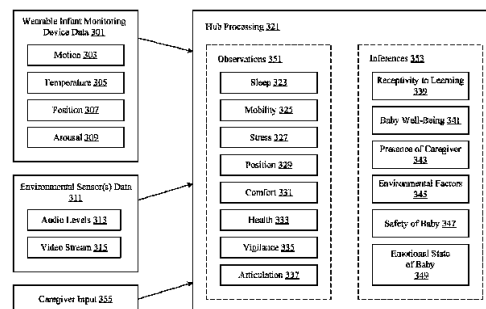 Wearable Infant Monitoring
Device Data 301
Motion 303
Temperature 305
Position 307
Arousal 309
Environmental Sensor(s) Data
311
Audio Levels 313
Video Stream 315
Caregiver Input 355
Hub Processing 321
Observations 351
Sleep 323
Mobility 325
Stress 327
Position 329
Comfort 331
Health 333
Vigilance 335
Articulation 337
Inferences 353
Receptivity to Learning
339
Baby Well-Being 341
Presence of Caregiver
343
Environmental Factors
345
Safety of Baby 347
Emotional State
of Baby
349